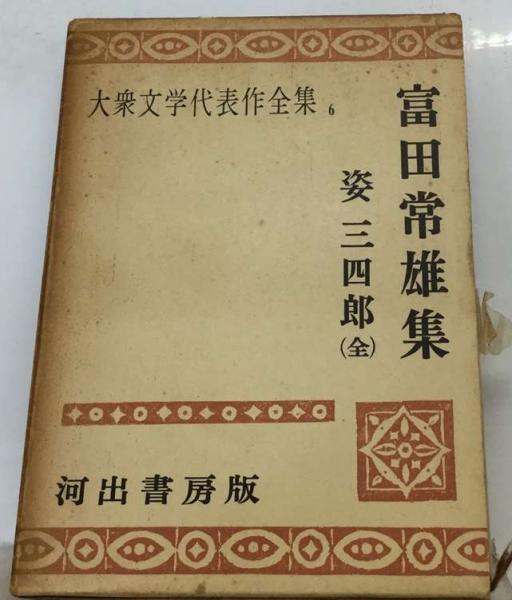 大衆文学代表作全集 6
富田常雄集
姿三四郎(全)
河出書房版